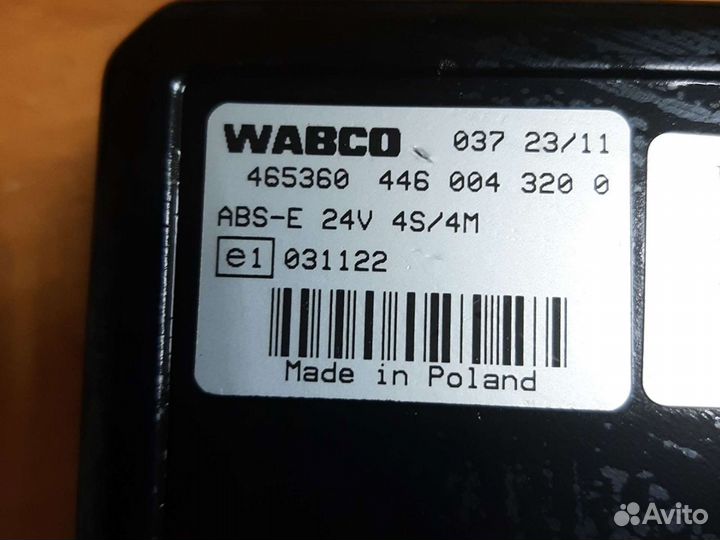 WABCO 037 23/11
465360 446 004 320 0
ABS-E 24V 4S/4M
e1 031122
Made in Poland
Avito